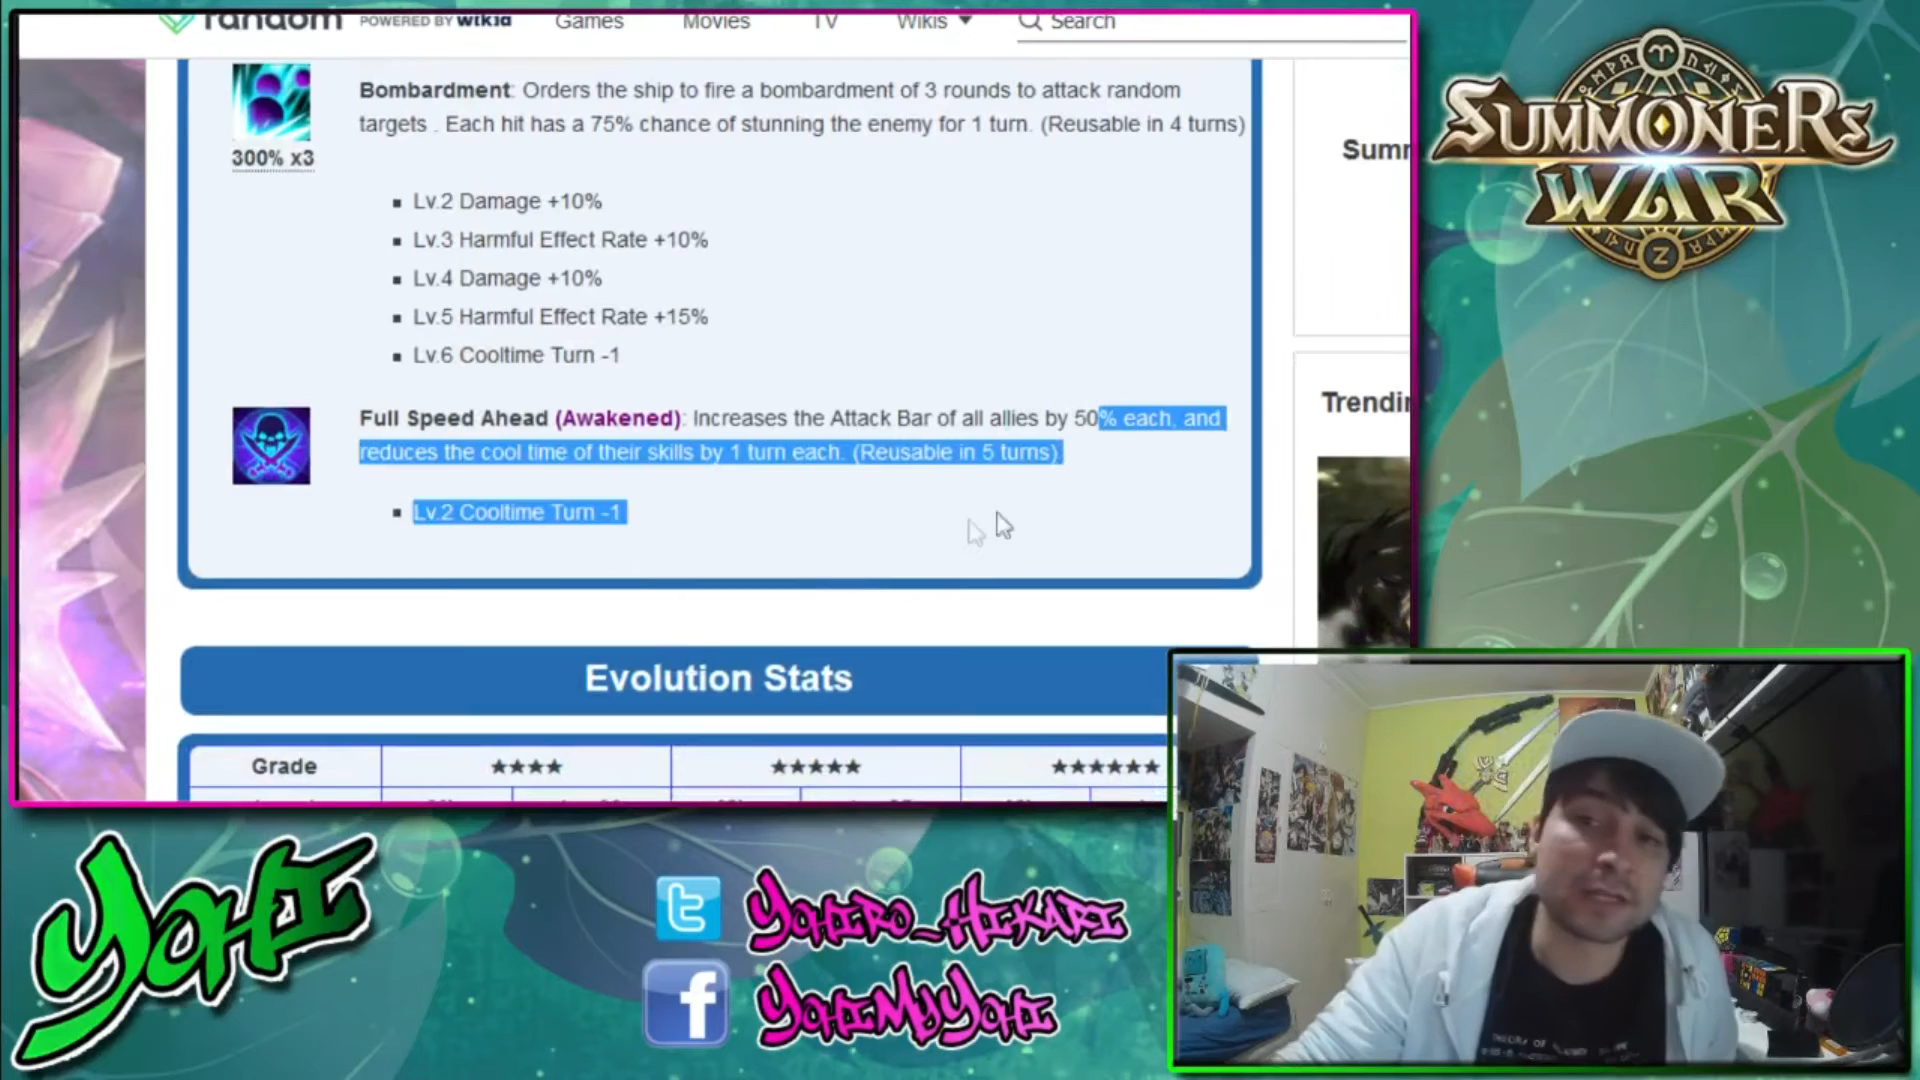 Fandom POWERED BY wikia Games Movies TV Wikis Search
Bombardment: Orders the ship to fire a bombardment of 3 rounds to attack random
targets . Each hit has a 75% chance of stunning the enemy for 1 turn. (Reusable in 4 turns)
300% x3
Lv.2 Damage +10%
Lv.3 Harmful Effect Rate +10%
Lv.4 Damage +10%
Lv.5 Harmful Effect Rate +15%
Lv.6 Cooltime Turn -1
Full Speed Ahead (Awakened): Increases the Attack Bar of all allies by 50% each, and
reduces the cool time of their skills by 1 turn each. (Reusable in 5 turns)
Lv.2 Cooltime Turn -1
Evolution Stats
Grade ★★★★ ★★★★★ ★★★★★★
Summ
Trendin
SUMMONERS
WAR
YOHI
YOHIRO_HIKARI
YOHIMYYOHI